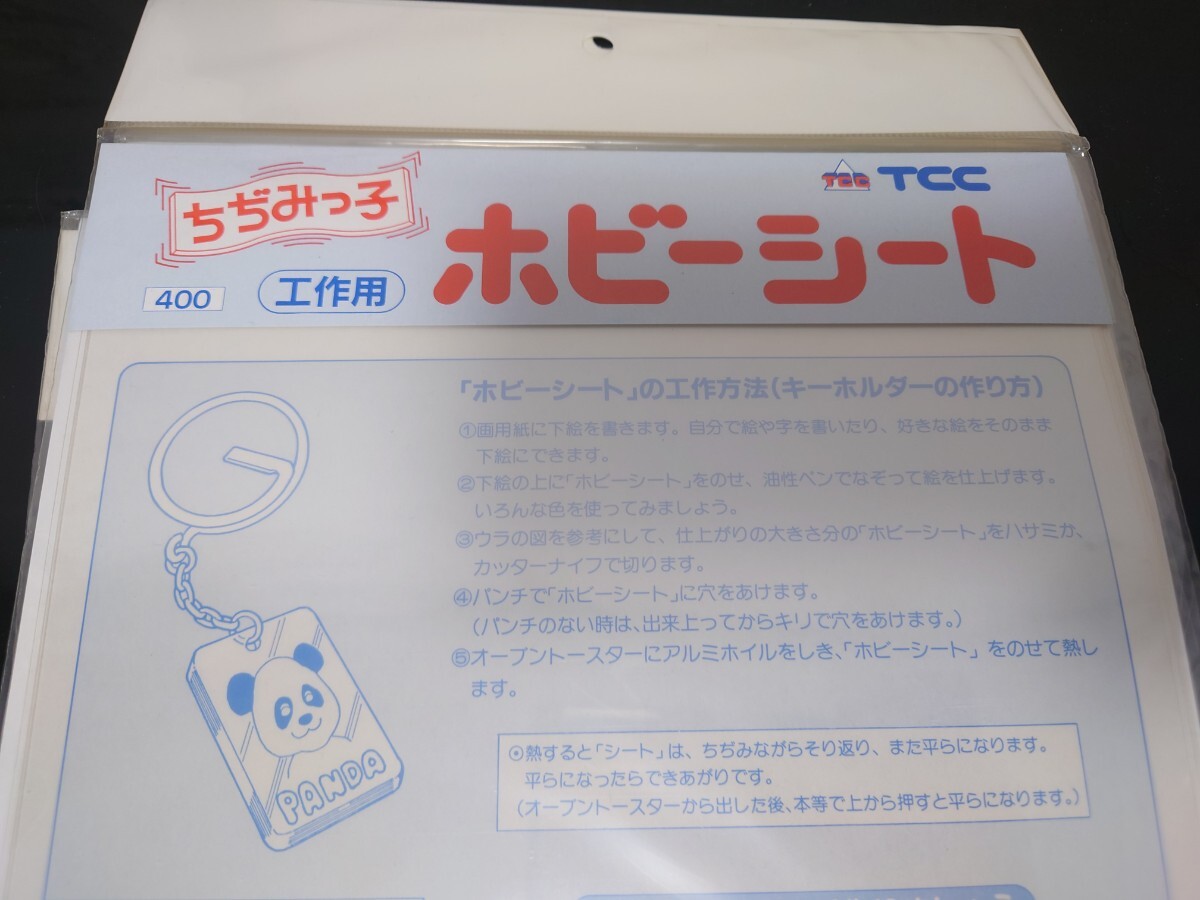 ちぢみっ子
TCC TCC
ホビーシート
400
工作用
「ホビーシート」の工作方法(キーホルダーの作り方)
①画用紙に下絵を書きます。自分で絵や字を書いたり、好きな絵をそのまま
下絵にできます。
②下絵の上に「ホビーシート」をのせ、油性ペンでなぞって絵を仕上げます。
いろんな色を使ってみましょう。
③ウラの図を参考にして、仕上がりの大きさ分の「ホビーシート」をハサミか、
カッターナイフで切ります。
④パンチで「ホビーシート」に穴をあけます。
(パンチのない時は、出来上ってからキリで穴をあけます。)
⑤オーブントースターにアルミホイルをしき、「ホビーシート」をのせて熱し
ます。
PANDA
⦿熱すると「シート」は、ちぢみながらそり返り、また平らになります。
平らになったらできあがりです。
(オーブントースターから出した後、本等で上から押すと平らになります。)